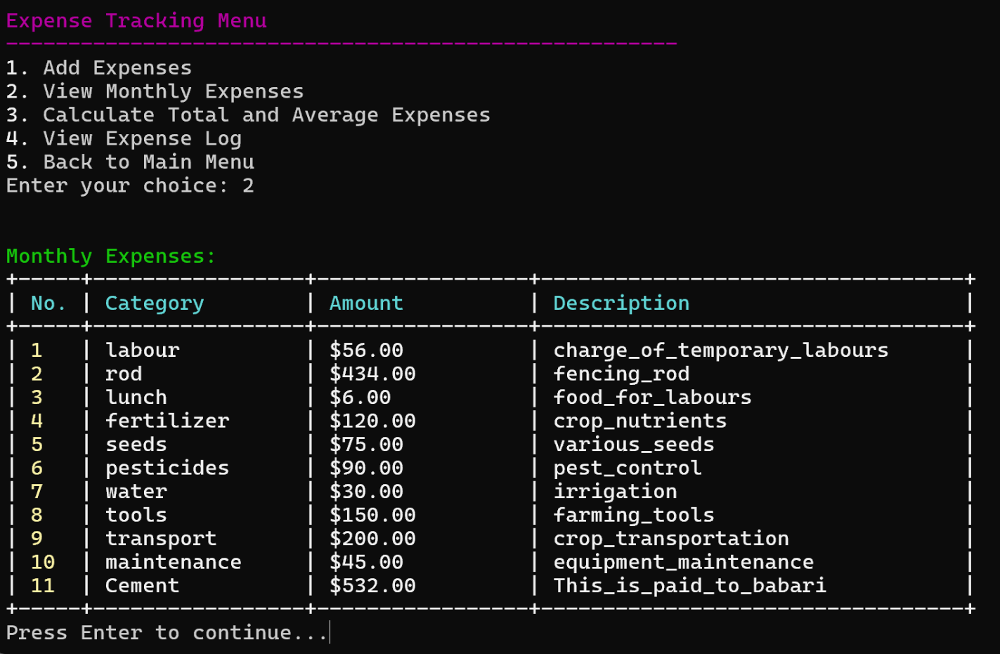 Expense Tracking Menu
------------------------------------------------------
1. Add Expenses
2. View Monthly Expenses
3. Calculate Total and Average Expenses
4. View Expense Log
5. Back to Main Menu
Enter your choice: 2
Monthly Expenses:
+-----+-----------------+-----------------+----------------------------------+
| No. | Category        | Amount          | Description                      |
+-----+-----------------+-----------------+----------------------------------+
| 1   | labour          | $56.00          | charge_of_temporary_labours      |
| 2   | rod             | $434.00         | fencing_rod                      |
| 3   | lunch           | $6.00           | food_for_labours                 |
| 4   | fertilizer      | $120.00         | crop_nutrients                   |
| 5   | seeds           | $75.00          | various_seeds                    |
| 6   | pesticides      | $90.00          | pest_control                     |
| 7   | water           | $30.00          | irrigation                       |
| 8   | tools           | $150.00         | farming_tools                    |
| 9   | transport       | $200.00         | crop_transportation              |
| 10  | maintenance     | $45.00          | equipment_maintenance            |
| 11  | Cement          | $532.00         | This_is_paid_to_babari           |
+-----+-----------------+-----------------+----------------------------------+
Press Enter to continue...